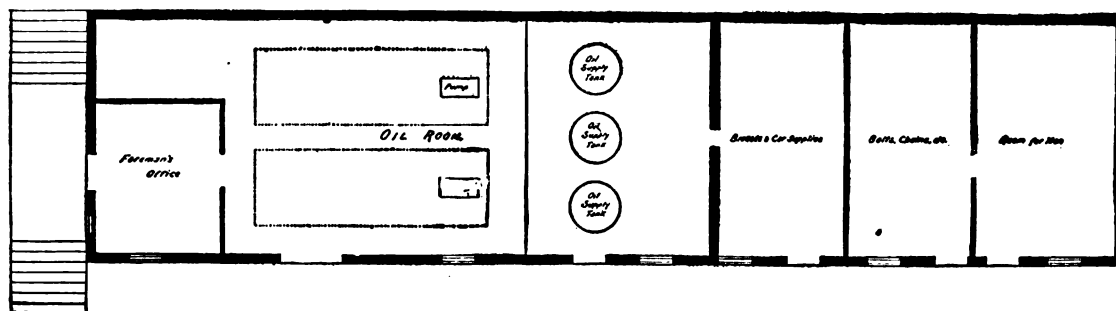 Foreman's
Office
OIL ROOM
Pump
Oil
Supply
Tank
Oil
Supply
Tank
Oil
Supply
Tank
& Car Supplies
Bolts, Chains, etc.
Room for Men